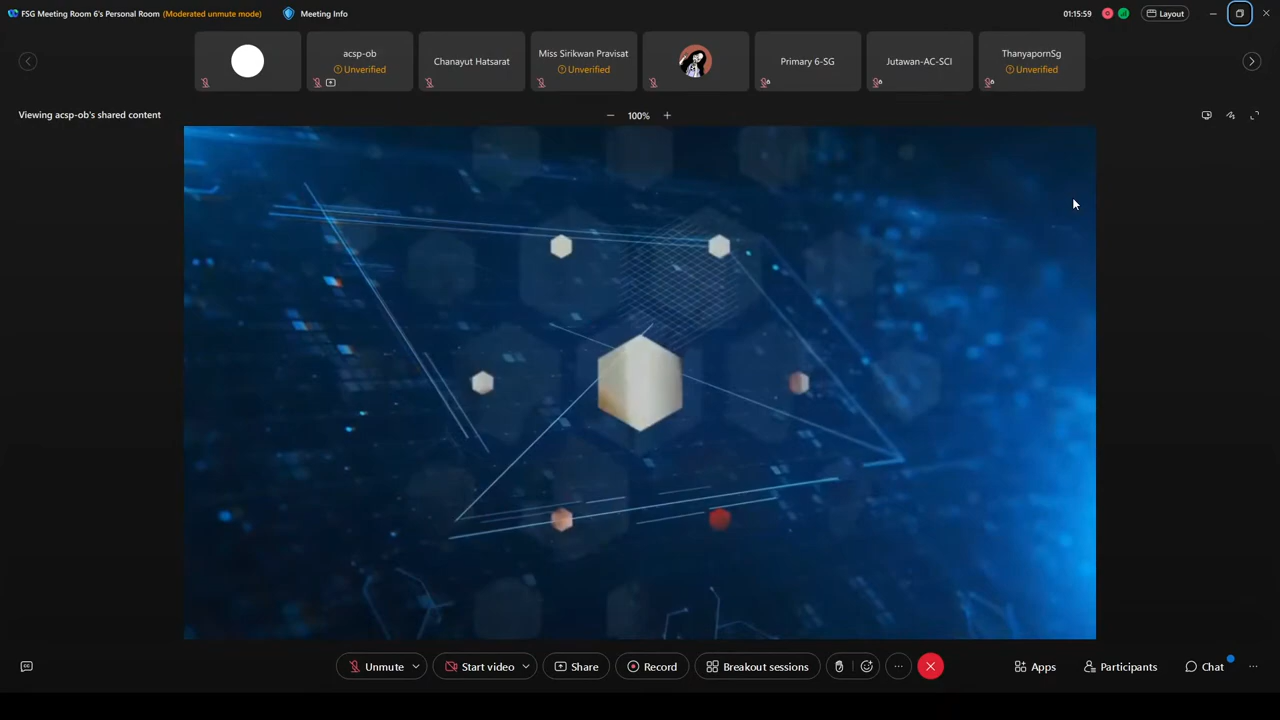 FSG Meeting Room 6's Personal Room (Moderated unmute mode) Meeting Info 01:15:59 Layout
acsp-ob
Unverified
Chanayut Hatsarat
Miss Sirikwan Pravisat
Unverified
Primary 6-SG
Jutawan-AC-SCI
ThanyapornSg
Unverified
Viewing acsp-ob's shared content
100%
Unmute Start video Share Record Breakout sessions Apps Participants Chat